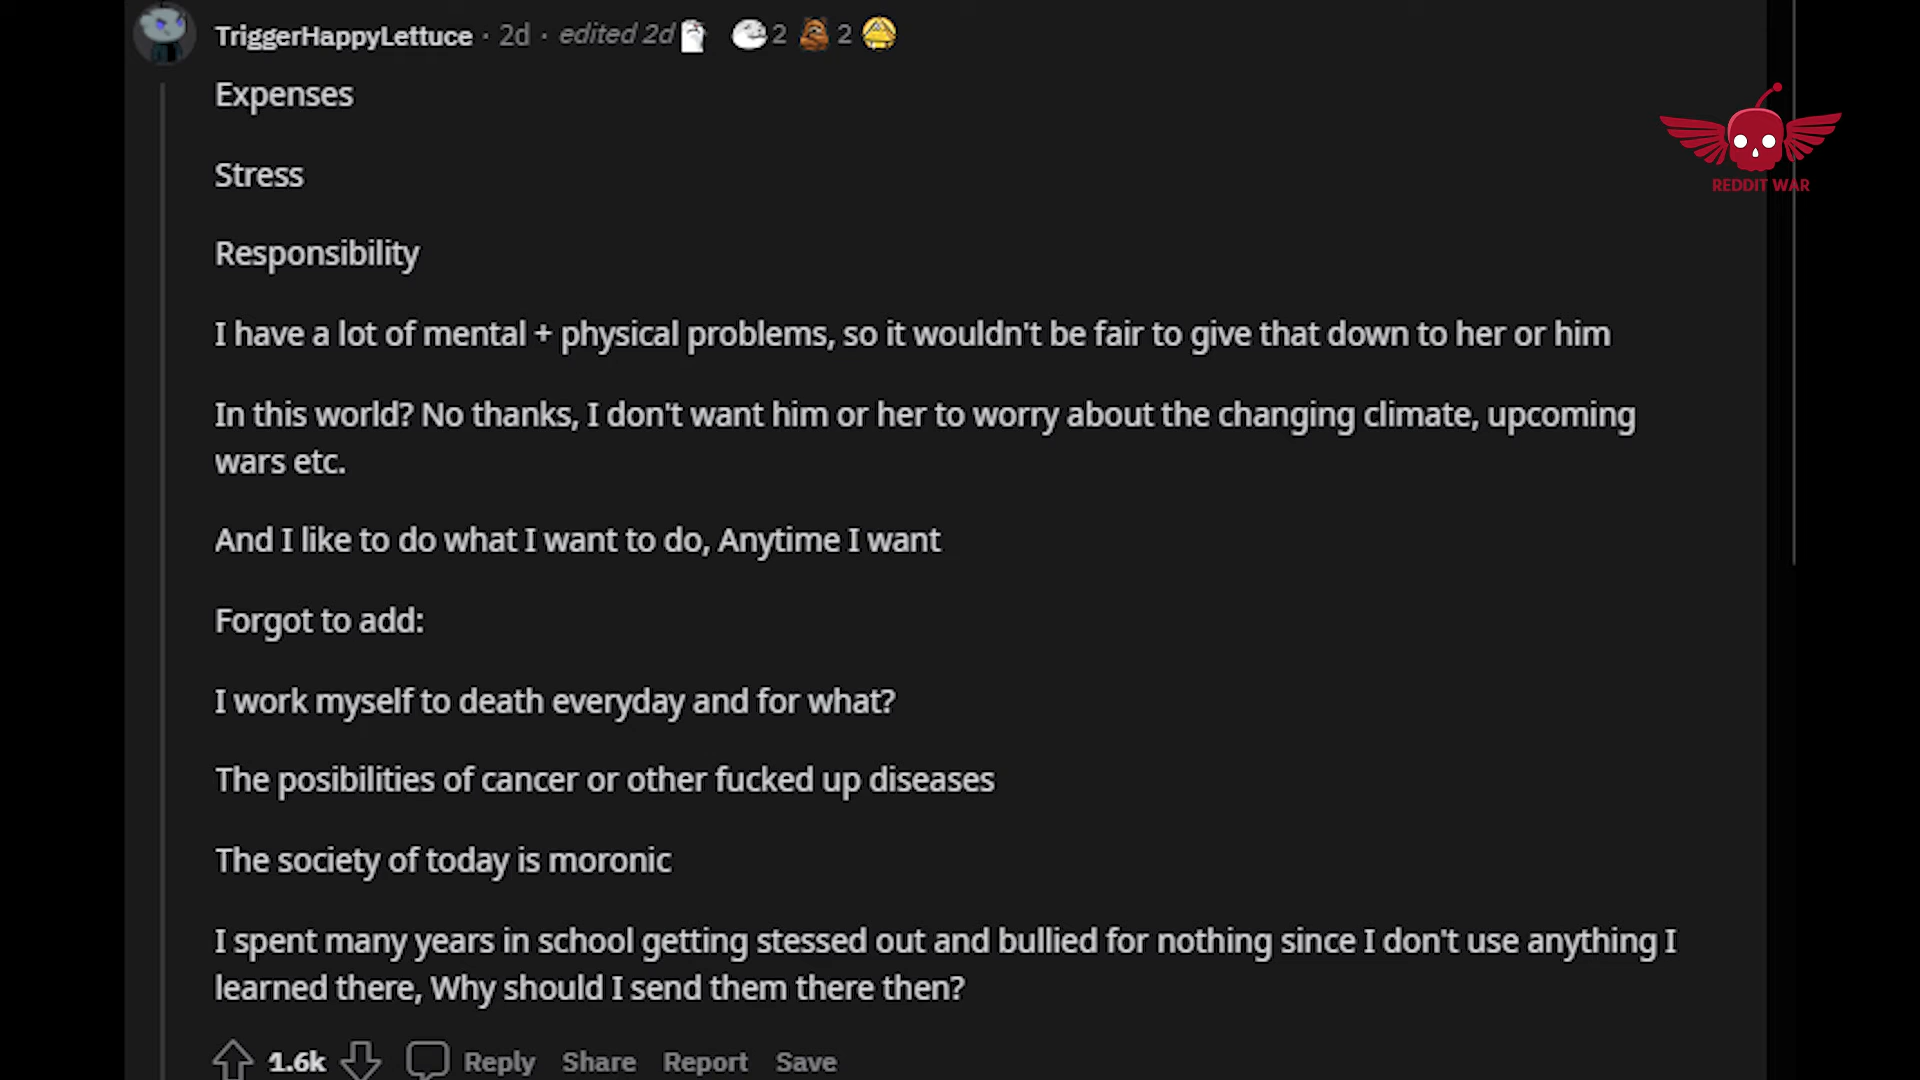 TriggerHappyLettuce · 2d · edited 2d 2 2
Expenses
Stress
REDDIT WAR
Responsibility
I have a lot of mental + physical problems, so it wouldn't be fair to give that down to her or him
In this world? No thanks, I don't want him or her to worry about the changing climate, upcoming
wars etc.
And I like to do what I want to do, Anytime I want
Forgot to add:
I work myself to death everyday and for what?
The posibilities of cancer or other fucked up diseases
The society of today is moronic
I spent many years in school getting stessed out and bullied for nothing since I don't use anything I
learned there, Why should I send them there then?
1.6k Reply Share Report Save